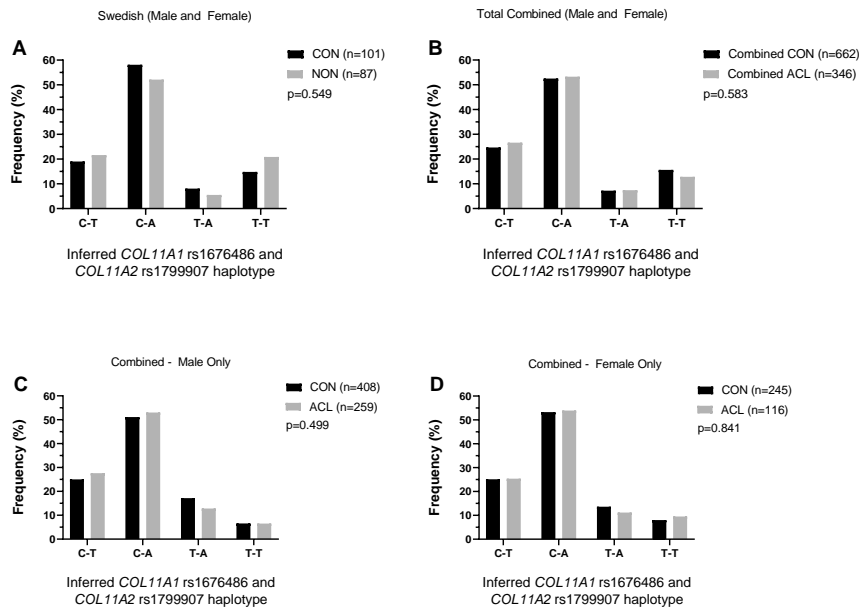 Swedish (Male and Female)
A
CON (n=101)
NON (n=87)
p=0.549
Frequency (%)
60
50
40
30
20
10
0
C-T
C-A
T-A
T-T
Inferred COL11A1 rs1676486 and
COL11A2 rs1799907 haplotype
Total Combined (Male and Female)
B
Combined CON (n=662)
Combined ACL (n=346)
p=0.583
Frequency (%)
60
50
40
30
20
10
0
C-T
C-A
T-A
T-T
Inferred COL11A1 rs1676486 and
COL11A2 rs1799907 haplotype
Combined - Male Only
C
CON (n=408)
ACL (n=259)
p=0.499
Frequency (%)
60
50
40
30
20
10
0
C-T
C-A
T-A
T-T
Inferred COL11A1 rs1676486 and
COL11A2 rs1799907 haplotype
Combined - Female Only
D
CON (n=245)
ACL (n=116)
p=0.841
Frequency (%)
60
50
40
30
20
10
0
C-T
C-A
T-A
T-T
Inferred COL11A1 rs1676486 and
COL11A2 rs1799907 haplotype